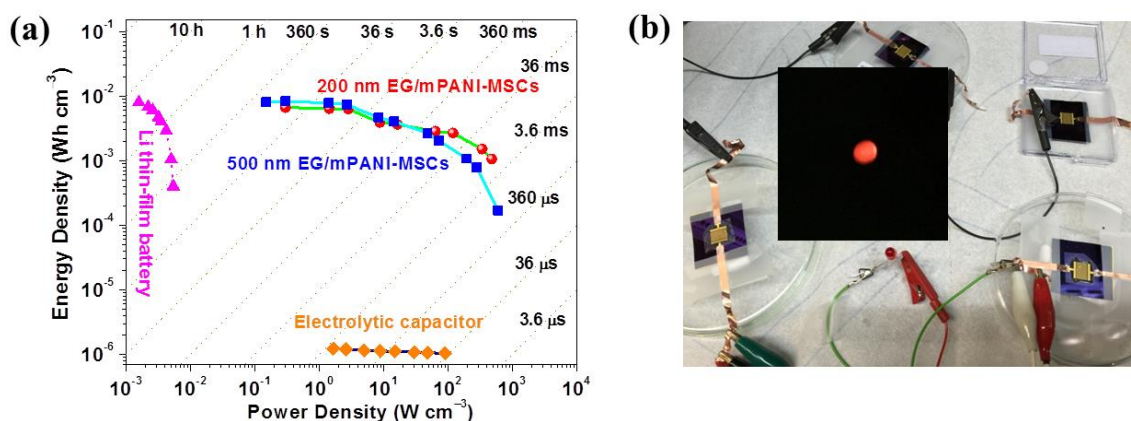 (a)
10 h 1 h 360 s 36 s 3.6 s 360 ms
36 ms
3.6 ms
360 µs
36 µs
3.6 µs
200 nm EG/mPANI-MSCs
500 nm EG/mPANI-MSCs
Li thin-film battery
Electrolytic capacitor
Energy Density (Wh cm⁻³)
10⁻¹
10⁻²
10⁻³
10⁻⁴
10⁻⁵
10⁻⁶
10⁻³ 10⁻² 10⁻¹ 10⁰ 10¹ 10² 10³ 10⁴
Power Density (W cm⁻³)
(b)